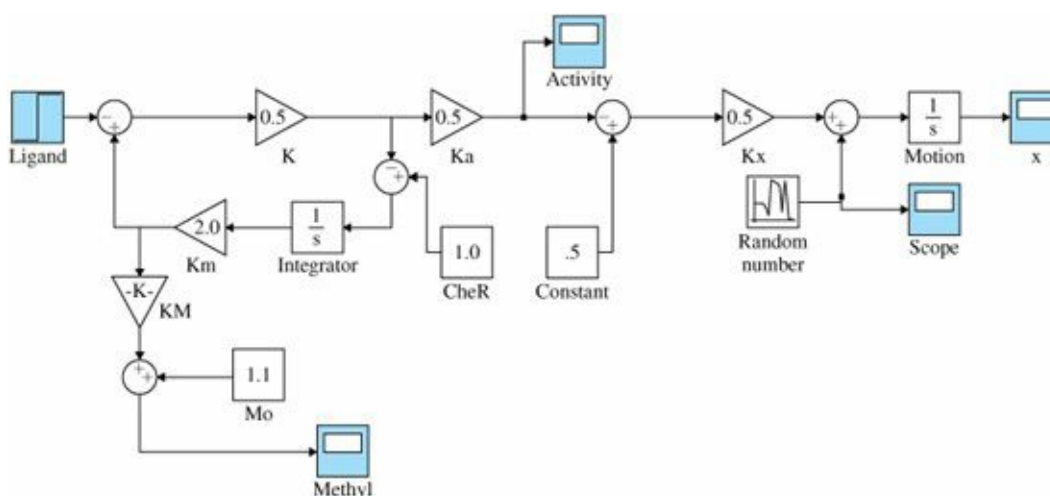 Activity
Ligand
0.5
K
0.5
Ka
0.5
Kx
1
s
Motion
x
2.0
Km
1
s
Integrator
1.0
CheR
.5
Constant
Random
number
Scope
-K-
KM
1.1
Mo
Methyl